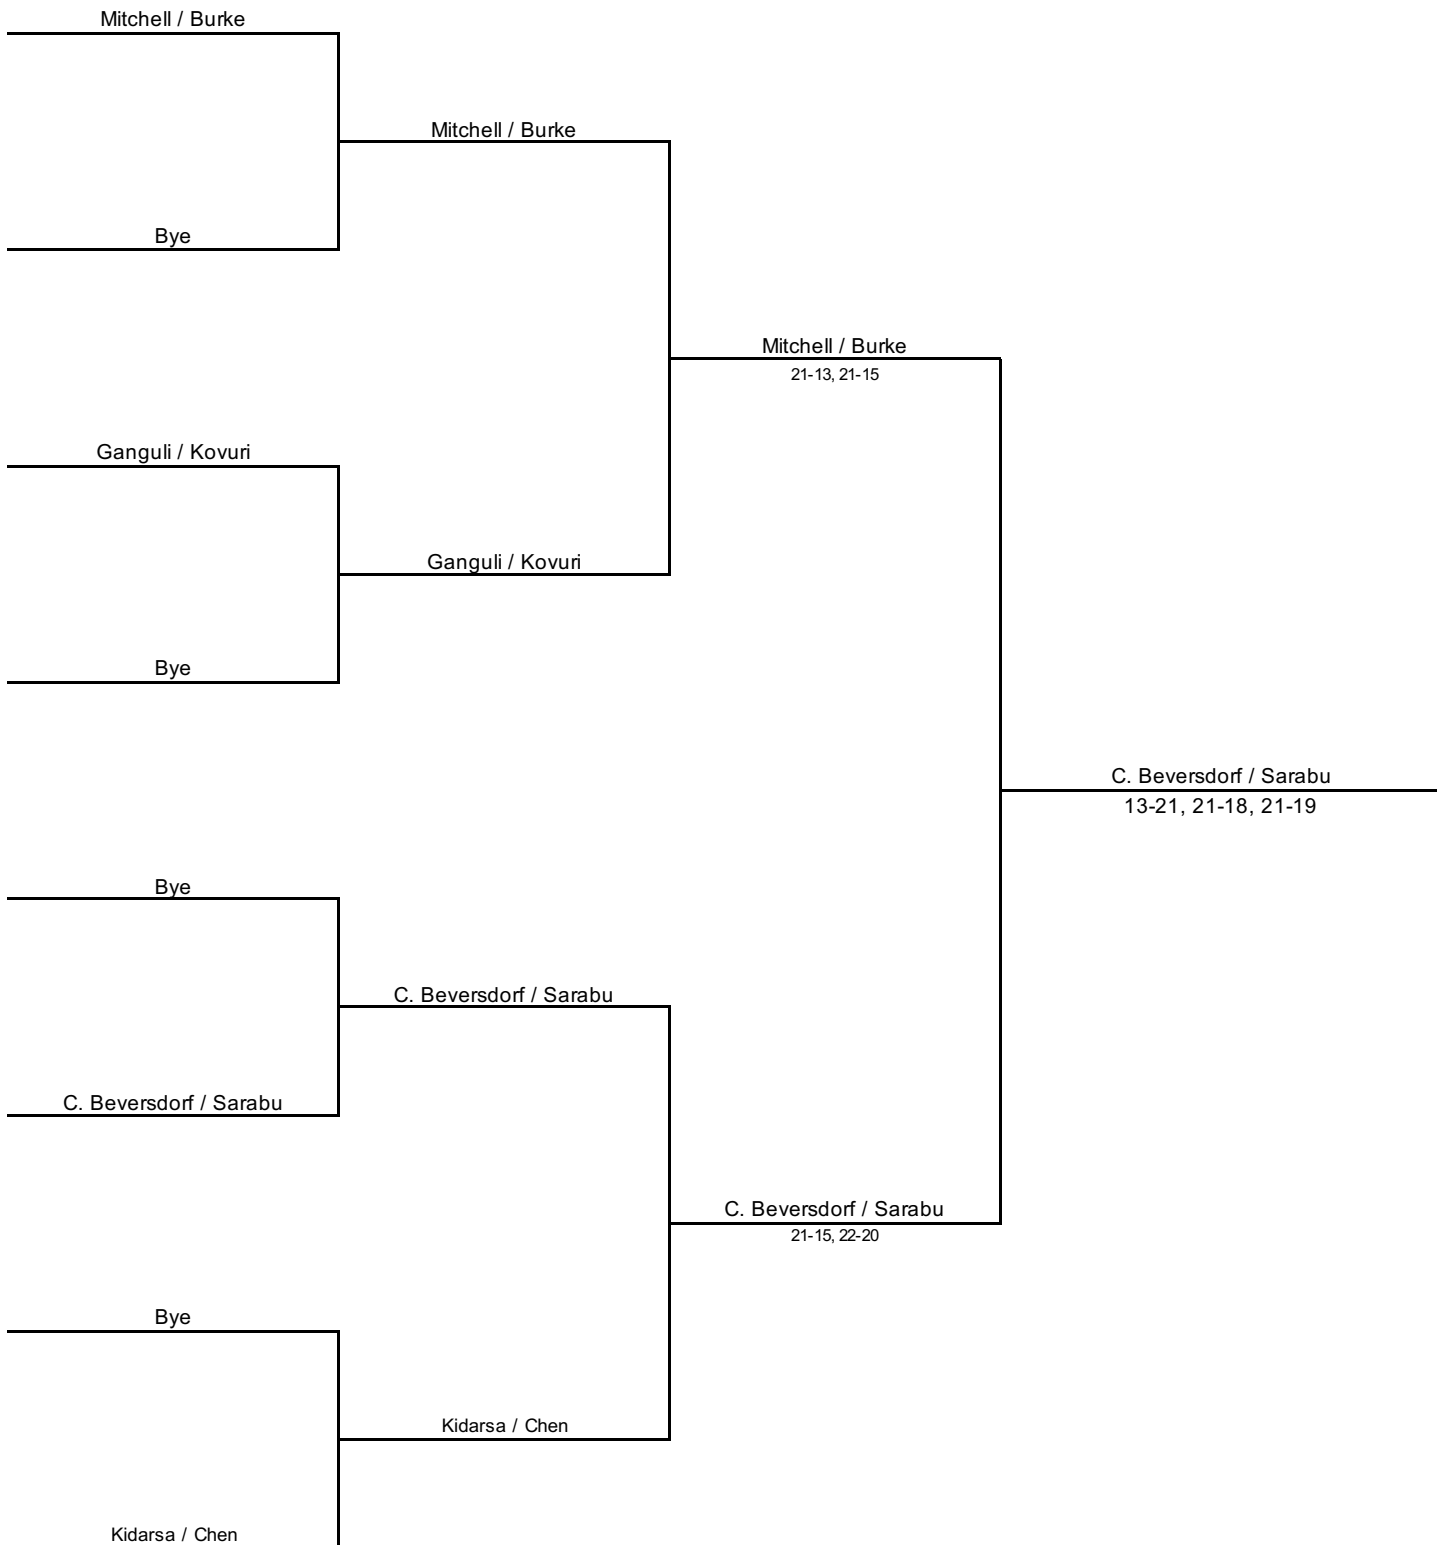 Mitchell / Burke
Mitchell / Burke
Bye
Mitchell / Burke
21-13, 21-15
Ganguli / Kovuri
Ganguli / Kovuri
Bye
C. Beversdorf / Sarabu
13-21, 21-18, 21-19
Bye
C. Beversdorf / Sarabu
C. Beversdorf / Sarabu
C. Beversdorf / Sarabu
21-15, 22-20
Bye
Kidarsa / Chen
Kidarsa / Chen